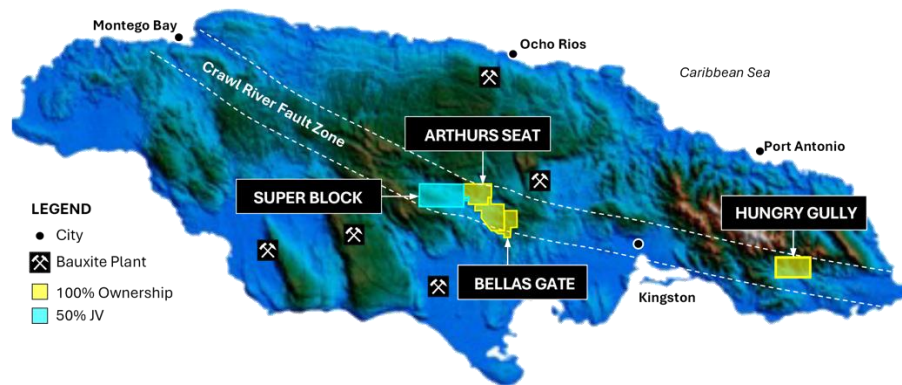 Montego Bay
Ocho Rios
Caribbean Sea
Crawl River Fault Zone
ARTHURS SEAT
Port Antonio
SUPER BLOCK
HUNGRY GULLY
LEGEND
City
Bauxite Plant
100% Ownership
50% JV
BELLAS GATE
Kingston